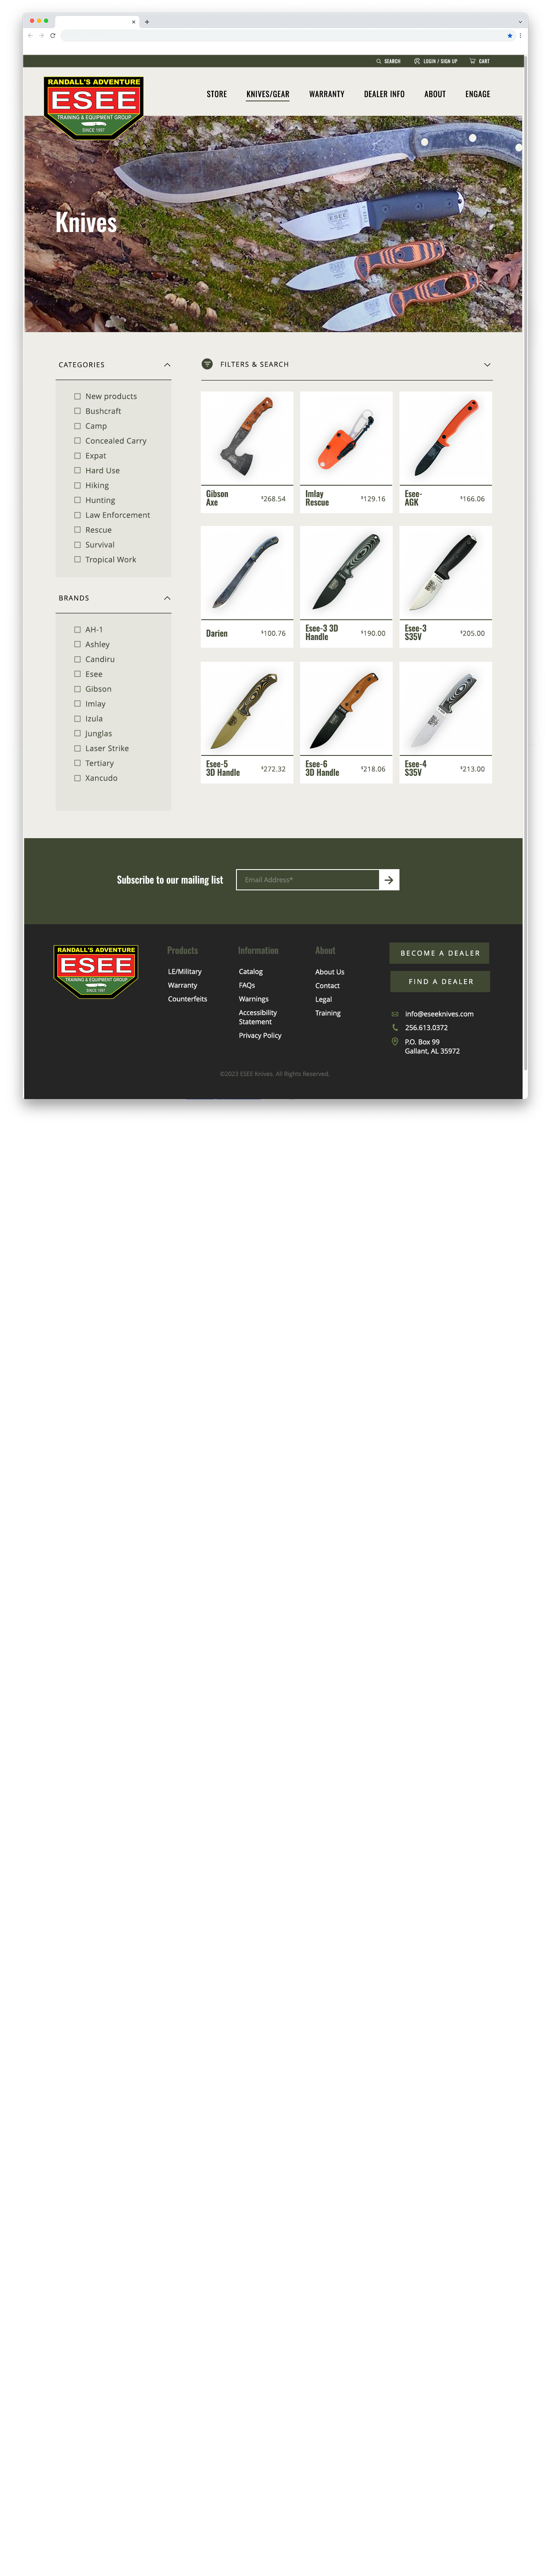 SEARCH
LOGIN / SIGN UP
CART
RANDALL'S ADVENTURE
ESEE
TRAINING & EQUIPMENT GROUP
SINCE 1997
STORE
KNIVES/GEAR
WARRANTY
DEALER INFO
ABOUT
ENGAGE
Knives
ESEE
CATEGORIES
New products
Bushcraft
Camp
Concealed Carry
Expat
Hard Use
Hiking
Hunting
Law Enforcement
Rescue
Survival
Tropical Work
BRANDS
AH-1
Ashley
Candiru
Esee
Gibson
Imlay
Izula
Junglas
Laser Strike
Tertiary
Xancudo
FILTERS & SEARCH
Gibson
Axe
$268.54
Imlay
Rescue
$129.16
Esee-
AGK
$166.06
Darien
$100.76
Esee-3 3D
Handle
$190.00
Esee-3
S35V
$205.00
Esee-5
3D Handle
$272.32
Esee-6
3D Handle
$218.06
Esee-4
S35V
$213.00
Subscribe to our mailing list
Email Address*
RANDALL'S ADVENTURE
ESEE
TRAINING & EQUIPMENT GROUP
SINCE 1997
Products
LE/Military
Warranty
Counterfeits
Information
Catalog
FAQs
Warnings
Accessibility
Statement
Privacy Policy
About
About Us
Contact
Legal
Training
BECOME A DEALER
FIND A DEALER
info@eseeknives.com
256.613.0372
P.O. Box 99
Gallant, AL 35972
©2023 ESEE Knives. All Rights Reserved.